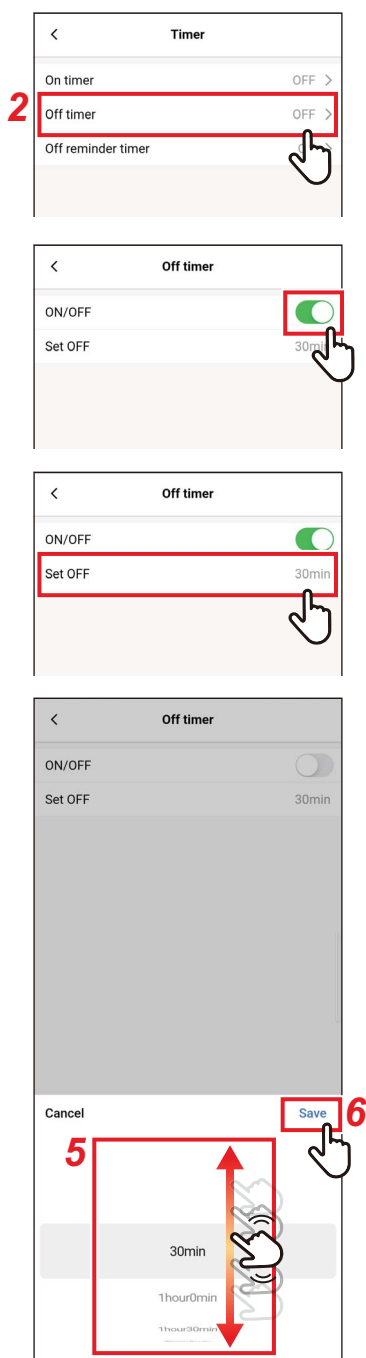 Timer
On timer OFF
2
Off timer OFF
Off reminder timer
Off timer
ON/OFF
Set OFF 30min
Off timer
ON/OFF
Set OFF 30min
Off timer
ON/OFF
Set OFF 30min
Cancel Save 6
5
30min
1hour0min
1hour30min